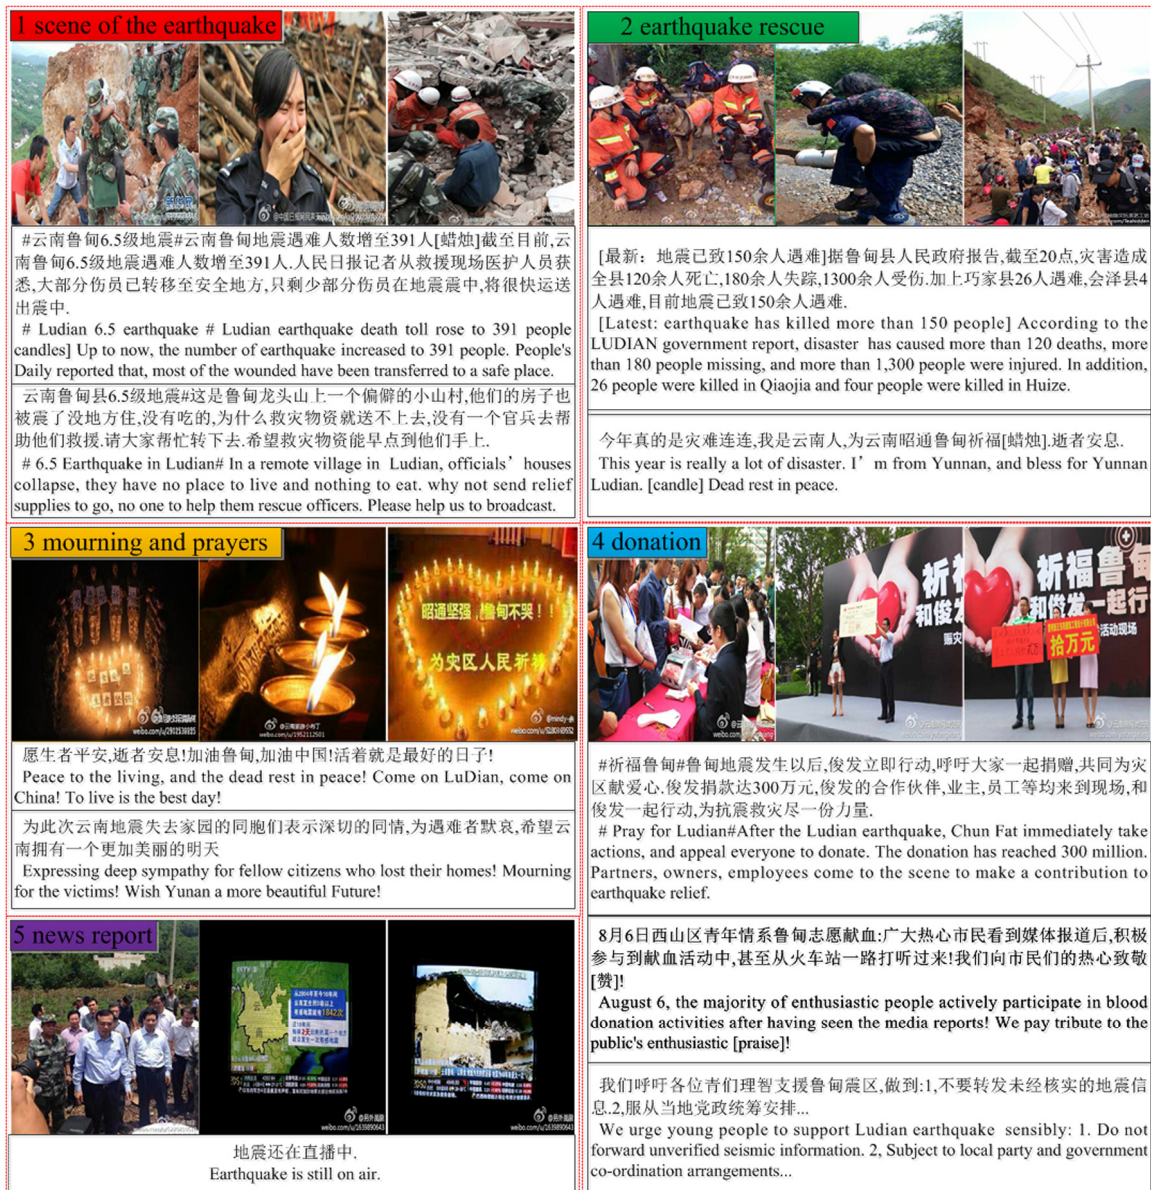 1 scene of the earthquake
#云南鲁甸6.5级地震#云南鲁甸地震遇难人数增至391人[蜡烛]截至目前,云
南鲁甸6.5级地震遇难人数增至391人.人民日报记者从救援现场医护人员获
悉,大部分伤员已转移至安全地方,只剩少部分伤员在地震震中,将很快运送
出震中.
# Ludian 6.5 earthquake # Ludian earthquake death toll rose to 391 people
candles] Up to now, the number of earthquake increased to 391 people. People's
Daily reported that, most of the wounded have been transferred to a safe place.
云南鲁甸县6.5级地震#这是鲁甸龙头山上一个偏僻的小山村,他们的房子也
被震了没地方住,没有吃的,为什么救灾物资就送不上去,没有一个官兵去帮
助他们救援.请大家帮忙转下去.希望救灾物资能早点到他们手上.
# 6.5 Earthquake in Ludian# In a remote village in Ludian, officials’ houses
collapse, they have no place to live and nothing to eat. why not send relief
supplies to go, no one to help them rescue officers. Please help us to broadcast.
2 earthquake rescue
[最新：地震已致150余人遇难]据鲁甸县人民政府报告,截至20点,灾害造成
全县120余人死亡,180余人失踪,1300余人受伤.加上巧家县26人遇难,会泽县4
人遇难,目前地震已致150余人遇难.
[Latest: earthquake has killed more than 150 people] According to the
LUDIAN government report, disaster has caused more than 120 deaths, more
than 180 people missing, and more than 1,300 people were injured. In addition,
26 people were killed in Qiaojia and four people were killed in Huize.
今年真的是灾难连连,我是云南人,为云南昭通鲁甸祈福[蜡烛].逝者安息.
This year is really a lot of disaster. I’m from Yunnan, and bless for Yunnan
Ludian. [candle] Dead rest in peace.
3 mourning and prayers
昭通坚强 鲁甸不哭！！
为灾区人民祈祷
@云南旅游小布丁
weibo.com/u/1952112501
@mindy-
愿生者平安,逝者安息!加油鲁甸,加油中国!活着就是最好的日子!
Peace to the living, and the dead rest in peace! Come on LuDian, come on
China! To live is the best day!
为此次云南地震失去家园的同胞们表示深切的同情,为遇难者默哀,希望云
南拥有一个更加美丽的明天
Expressing deep sympathy for fellow citizens who lost their homes! Mourning
for the victims! Wish Yunan a more beautiful Future!
4 donation
祈福鲁甸
和俊发一起行
活动现场
拾万元
#祈福鲁甸#鲁甸地震发生以后,俊发立即行动,呼吁大家一起捐赠,共同为灾
区献爱心.俊发捐款达300万元,俊发的合作伙伴,业主,员工等均来到现场,和
俊发一起行动,为抗震救灾尽一份力量.
# Pray for Ludian#After the Ludian earthquake, Chun Fat immediately take
actions, and appeal everyone to donate. The donation has reached 300 million.
Partners, owners, employees come to the scene to make a contribution to
earthquake relief.
8月6日西山区青年情系鲁甸志愿献血:广大热心市民看到媒体报道后,积极
参与到献血活动中,甚至从火车站一路打听过来!我们向市民们的热心致敬
[赞]!
August 6, the majority of enthusiastic people actively participate in blood
donation activities after having seen the media reports! We pay tribute to the
public's enthusiastic [praise]!
我们呼吁各位青们理智支援鲁甸震区,做到:1,不要转发未经核实的地震信
息.2,服从当地党政统筹安排...
We urge young people to support Ludian earthquake sensibly: 1. Do not
forward unverified seismic information. 2, Subject to local party and government
co-ordination arrangements...
5 news report
1842次
weibo.com/u/1639890643
weibo.com/u/1639890643
地震还在直播中.
Earthquake is still on air.